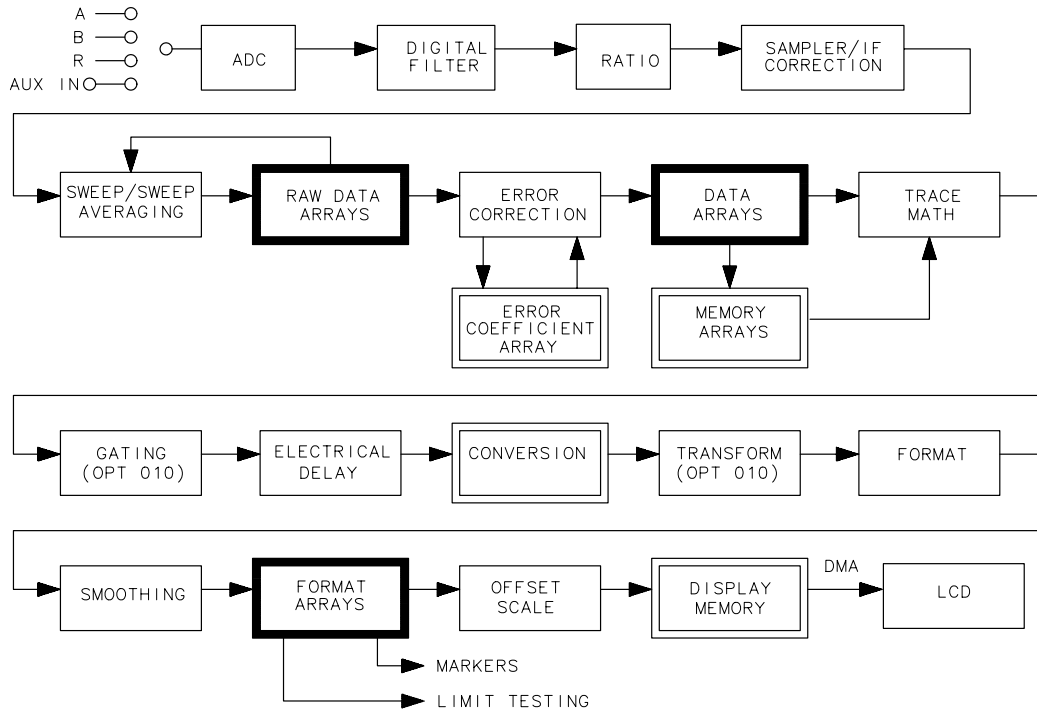 A
B
R
AUX IN
ADC
DIGITAL
FILTER
RATIO
SAMPLER/IF
CORRECTION
SWEEP/SWEEP
AVERAGING
RAW DATA
ARRAYS
ERROR
CORRECTION
DATA
ARRAYS
TRACE
MATH
ERROR
COEFFICIENT
ARRAY
MEMORY
ARRAYS
GATING
(OPT 010)
ELECTRICAL
DELAY
CONVERSION
TRANSFORM
(OPT 010)
FORMAT
SMOOTHING
FORMAT
ARRAYS
OFFSET
SCALE
DISPLAY
MEMORY
DMA
LCD
MARKERS
LIMIT TESTING